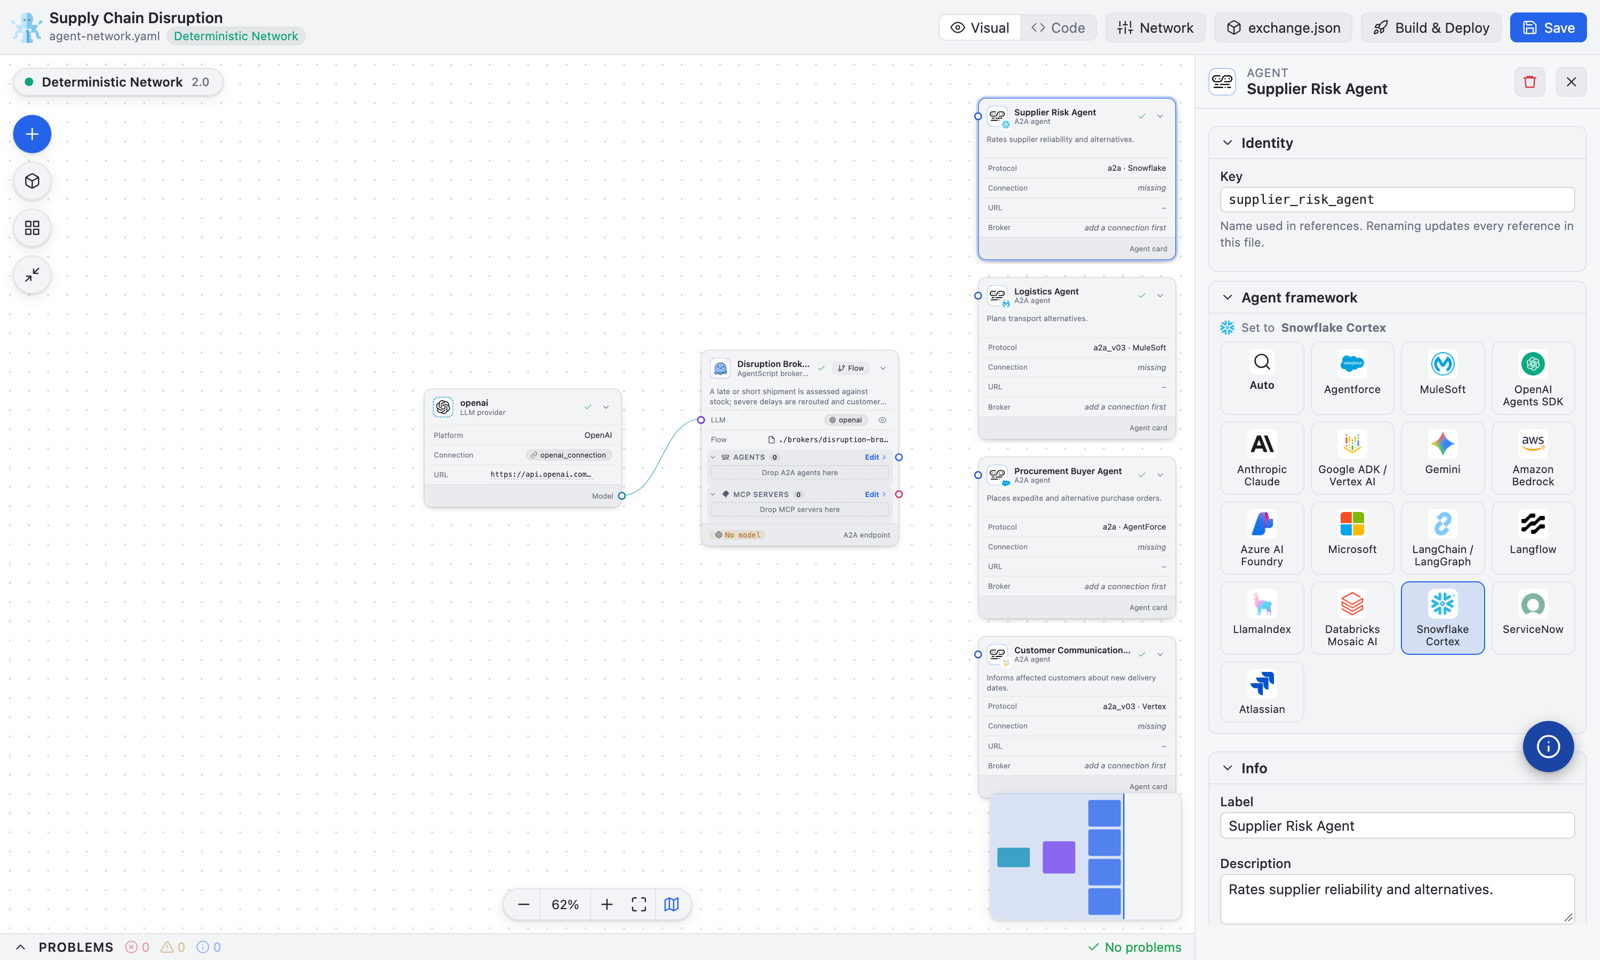 Supply Chain Disruption
agent-network.yaml Deterministic Network
Visual
Code
Network
exchange.json
Build & Deploy
Save
Deterministic Network 2.0
openai
LLM provider
Platform OpenAI
Connection openai_connection
URL https://api.openai.com…
Model
Disruption Brok...
AgentScript broker...
Flow
A late or short shipment is assessed against
stock; severe delays are rerouted and customer...
LLM openai
Flow ./brokers/disruption-bro…
AGENTS 0 Edit
Drop A2A agents here
MCP SERVERS 0 Edit
Drop MCP servers here
No model A2A endpoint
Supplier Risk Agent
A2A agent
Rates supplier reliability and alternatives.
Protocol a2a · Snowflake
Connection missing
URL –
Broker add a connection first
Agent card
Logistics Agent
A2A agent
Plans transport alternatives.
Protocol a2a_v03 · MuleSoft
Connection missing
URL –
Broker add a connection first
Agent card
Procurement Buyer Agent
A2A agent
Places expedite and alternative purchase orders.
Protocol a2a · AgentForce
Connection missing
URL –
Broker add a connection first
Agent card
Customer Communication...
A2A agent
Informs affected customers about new delivery
dates.
Protocol a2a_v03 · Vertex
Connection missing
URL –
Broker add a connection first
Agent card
62%
PROBLEMS 0 0 0
No problems
AGENT
Supplier Risk Agent
Identity
Key
supplier_risk_agent
Name used in references. Renaming updates every reference in
this file.
Agent framework
Set to Snowflake Cortex
Auto
Agentforce
MuleSoft
OpenAI
Agents SDK
Anthropic
Claude
Google ADK /
Vertex AI
Gemini
aws
Amazon
Bedrock
Azure AI
Foundry
Microsoft
LangChain /
LangGraph
Langflow
LlamaIndex
Databricks
Mosaic AI
Snowflake
Cortex
ServiceNow
Atlassian
Info
Label
Supplier Risk Agent
Description
Rates supplier reliability and alternatives.